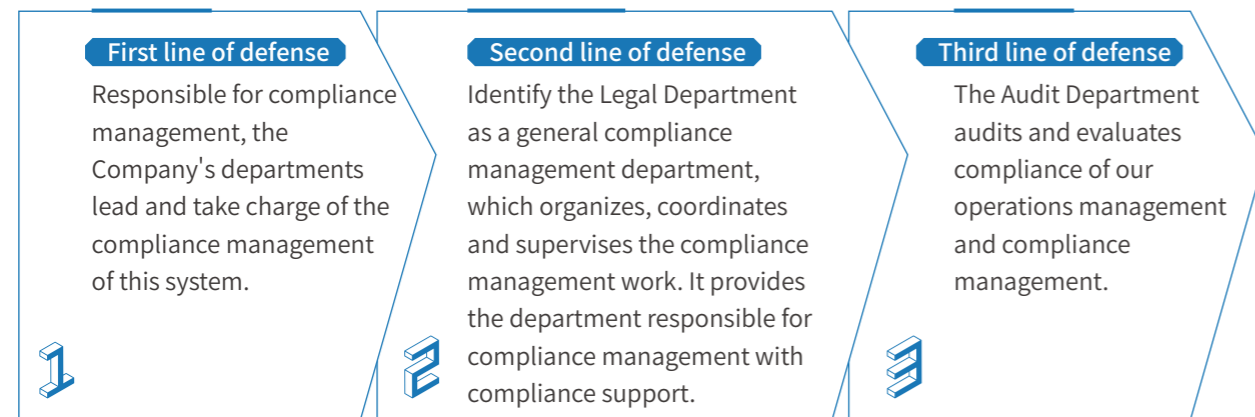 First line of defense
Responsible for compliance
management, the
Company's departments
lead and take charge of the
compliance management
of this system.
1
Second line of defense
Identify the Legal Department
as a general compliance
management department,
which organizes, coordinates
and supervises the compliance
management work. It provides
the department responsible for
compliance management with
compliance support.
2
Third line of defense
The Audit Department
audits and evaluates
compliance of our
operations management
and compliance
management.
3